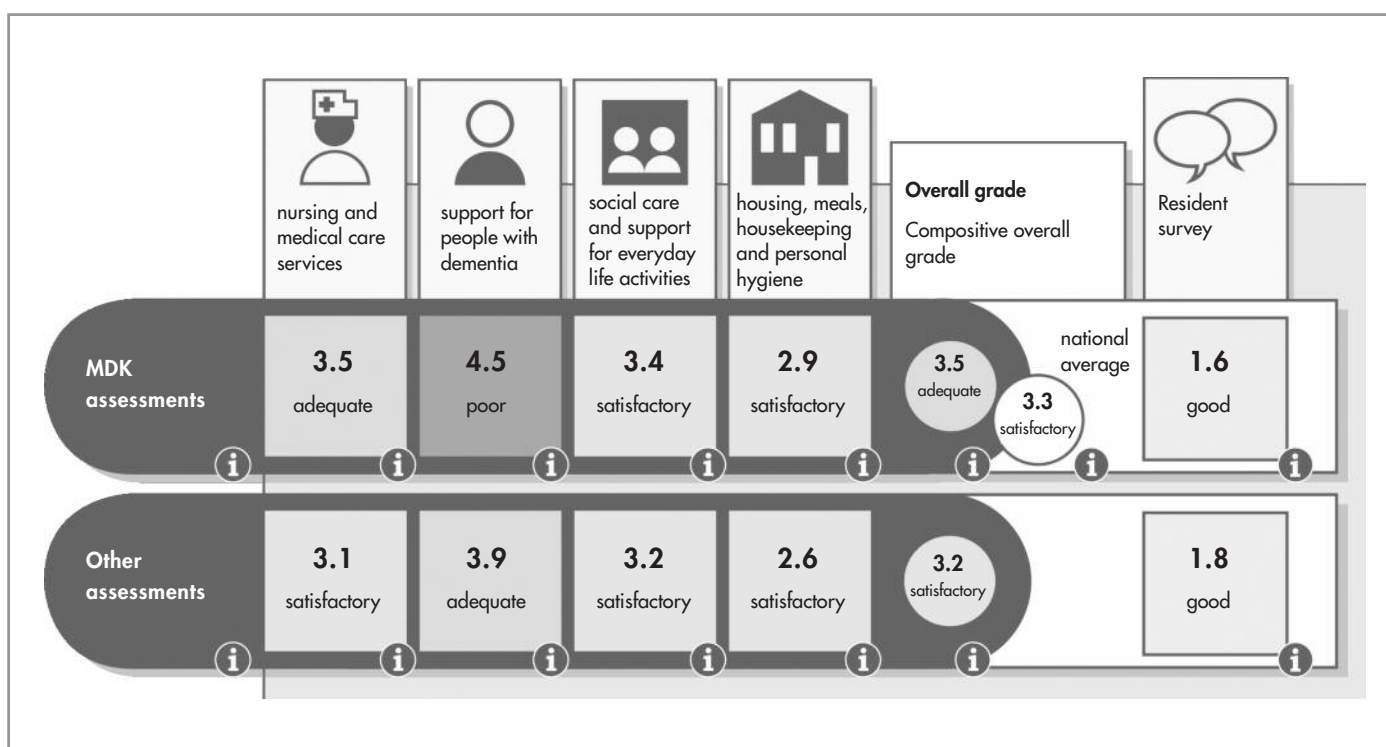 nursing and
medical care
services
support for
people with
dementia
social care
and support
for everyday
life activities
housing, meals,
housekeeping
and personal
hygiene
Overall grade
Compositive overall
grade
Resident
survey
MDK
assessments
3.5
adequate
4.5
poor
3.4
satisfactory
2.9
satisfactory
3.5
adequate
national
average
3.3
satisfactory
1.6
good
i i i i i i i i
Other
assessments
3.1
satisfactory
3.9
adequate
3.2
satisfactory
2.6
satisfactory
3.2
satisfactory
1.8
good
i i i i i i i